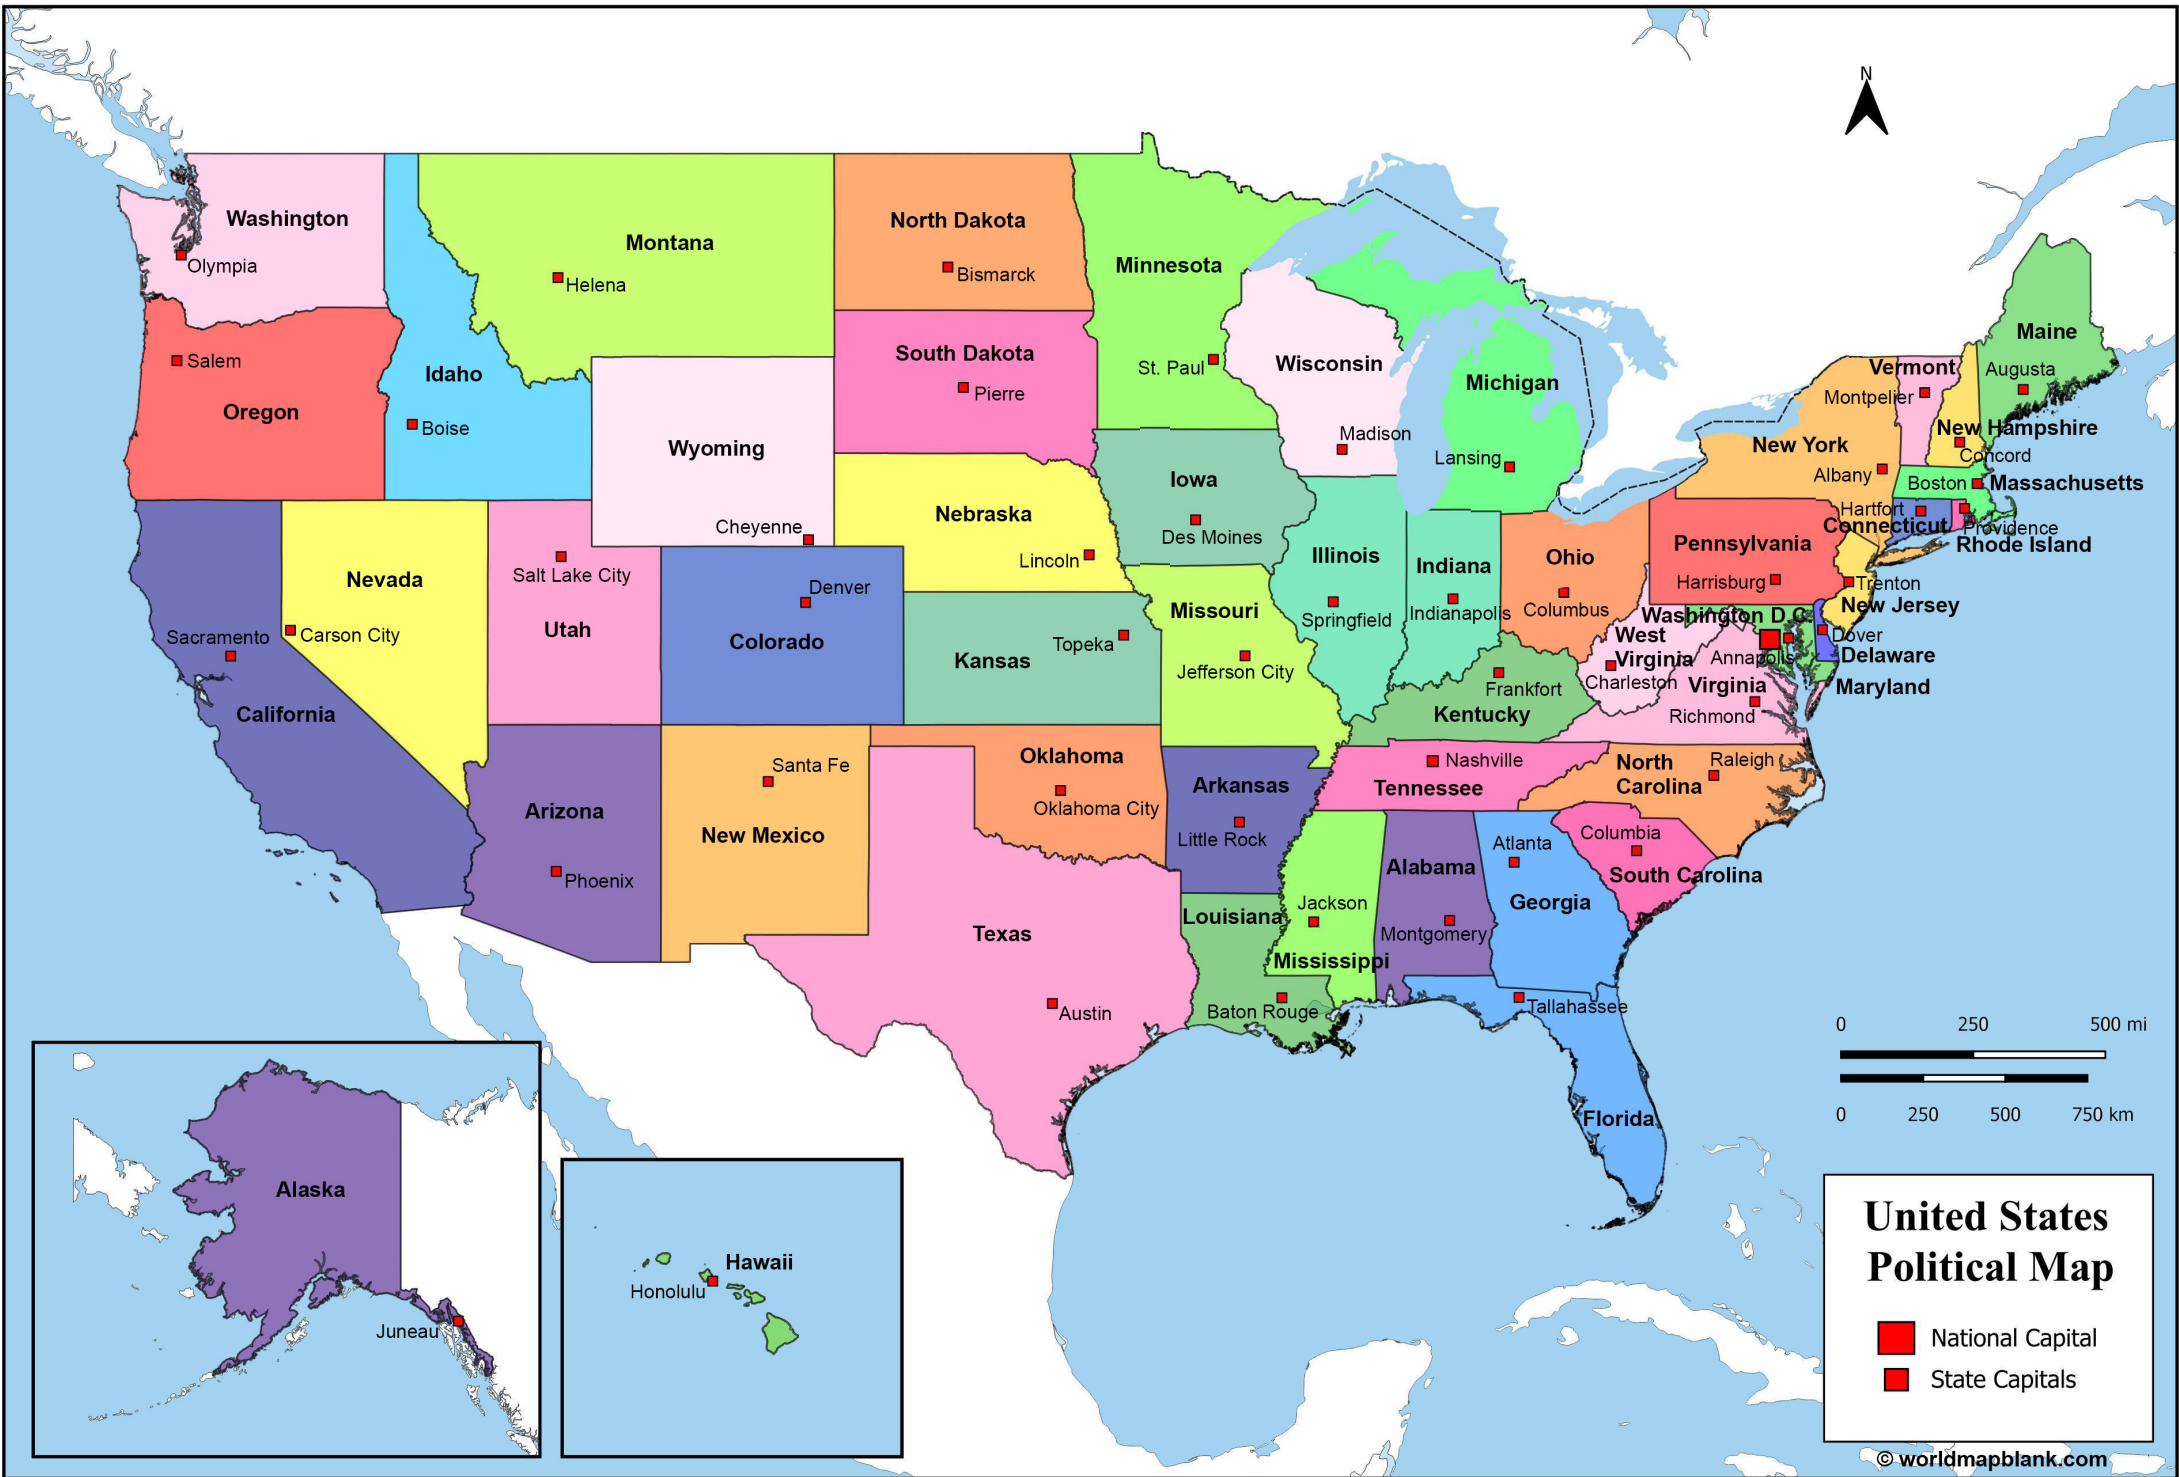 N
Washington
Olympia
Montana
Helena
North Dakota
Bismarck
Minnesota
St. Paul
Oregon
Salem
Idaho
Boise
Wyoming
Cheyenne
South Dakota
Pierre
Wisconsin
Madison
Michigan
Lansing
Maine
Augusta
Vermont
Montpelier
New Hampshire
Concord
New York
Albany
Boston
Massachusetts
Hartfort
Connecticut
Providence
Rhode Island
Nebraska
Lincoln
Iowa
Des Moines
Illinois
Springfield
Indiana
Indianapolis
Ohio
Columbus
Pennsylvania
Harrisburg
Trenton
New Jersey
Washington D.C.
Annapolis
Dover
Delaware
Maryland
West
Virginia
Charleston
Virginia
Richmond
Nevada
Carson City
Sacramento
California
Salt Lake City
Utah
Denver
Colorado
Kansas
Topeka
Missouri
Jefferson City
Frankfort
Kentucky
Nashville
Tennessee
North
Carolina
Raleigh
Arizona
Phoenix
Santa Fe
New Mexico
Oklahoma
Oklahoma City
Arkansas
Little Rock
Columbia
South Carolina
Atlanta
Georgia
Alabama
Montgomery
Jackson
Mississippi
Louisiana
Baton Rouge
Texas
Austin
Tallahassee
Florida
0 250 500 mi
0 250 500 750 km
Alaska
Juneau
Hawaii
Honolulu
United States
Political Map
National Capital
State Capitals
© worldmapblank.com